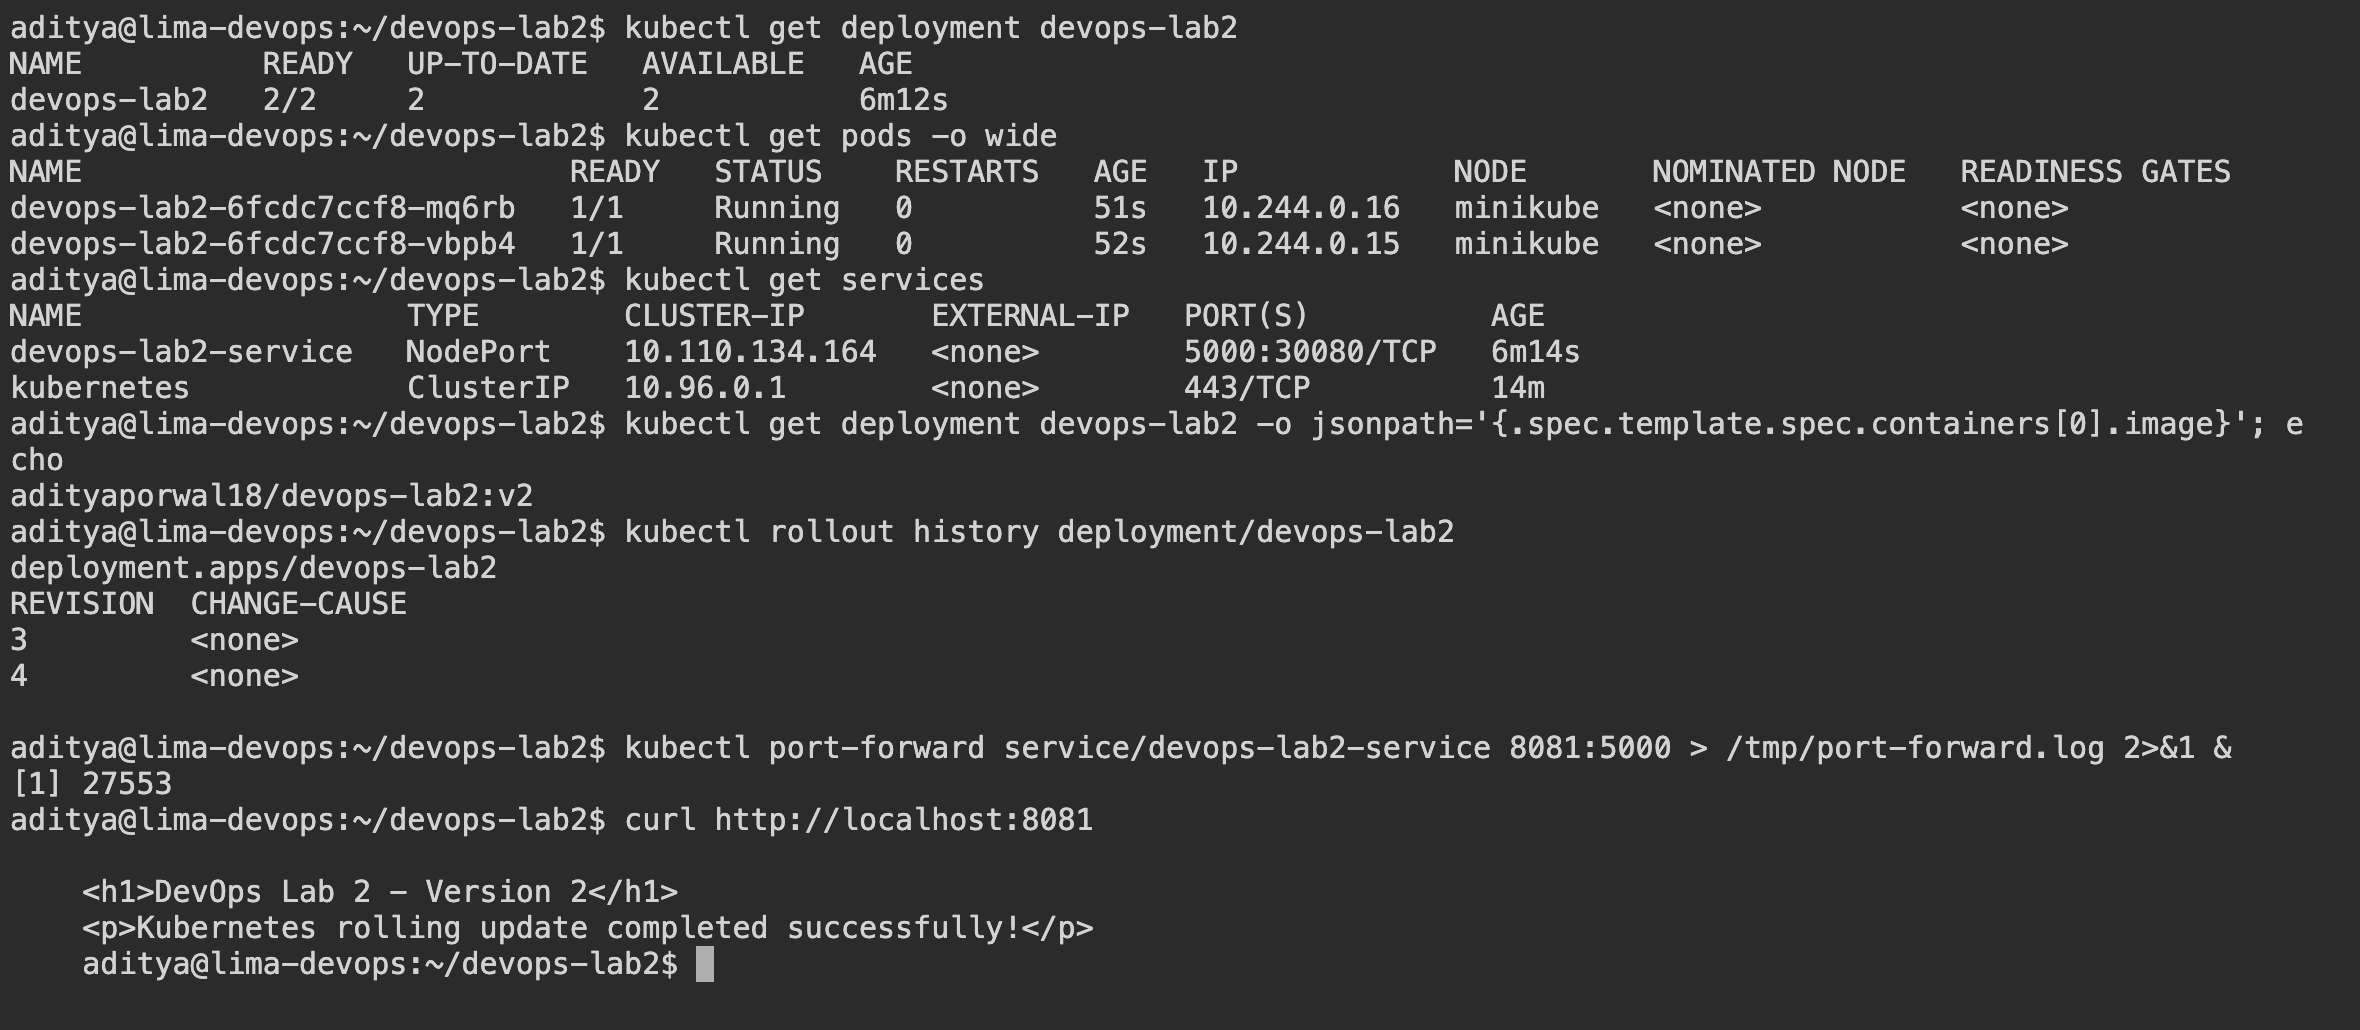 aditya@lima-devops:~/devops-lab2$ kubectl get deployment devops-lab2
NAME          READY   UP-TO-DATE   AVAILABLE   AGE
devops-lab2   2/2     2            2           6m12s
aditya@lima-devops:~/devops-lab2$ kubectl get pods -o wide
NAME                           READY   STATUS    RESTARTS   AGE   IP            NODE       NOMINATED NODE   READINESS GATES
devops-lab2-6fcdc7ccf8-mq6rb   1/1     Running   0          51s   10.244.0.16   minikube   <none>           <none>
devops-lab2-6fcdc7ccf8-vbpb4   1/1     Running   0          52s   10.244.0.15   minikube   <none>           <none>
aditya@lima-devops:~/devops-lab2$ kubectl get services
NAME                  TYPE        CLUSTER-IP       EXTERNAL-IP   PORT(S)          AGE
devops-lab2-service   NodePort    10.110.134.164   <none>        5000:30080/TCP   6m14s
kubernetes            ClusterIP   10.96.0.1        <none>        443/TCP          14m
aditya@lima-devops:~/devops-lab2$ kubectl get deployment devops-lab2 -o jsonpath='{.spec.template.spec.containers[0].image}'; e
cho
adityaporwal18/devops-lab2:v2
aditya@lima-devops:~/devops-lab2$ kubectl rollout history deployment/devops-lab2
deployment.apps/devops-lab2
REVISION  CHANGE-CAUSE
3         <none>
4         <none>

aditya@lima-devops:~/devops-lab2$ kubectl port-forward service/devops-lab2-service 8081:5000 > /tmp/port-forward.log 2>&1 &
[1] 27553
aditya@lima-devops:~/devops-lab2$ curl http://localhost:8081

    <h1>DevOps Lab 2 - Version 2</h1>
    <p>Kubernetes rolling update completed successfully!</p>
    aditya@lima-devops:~/devops-lab2$